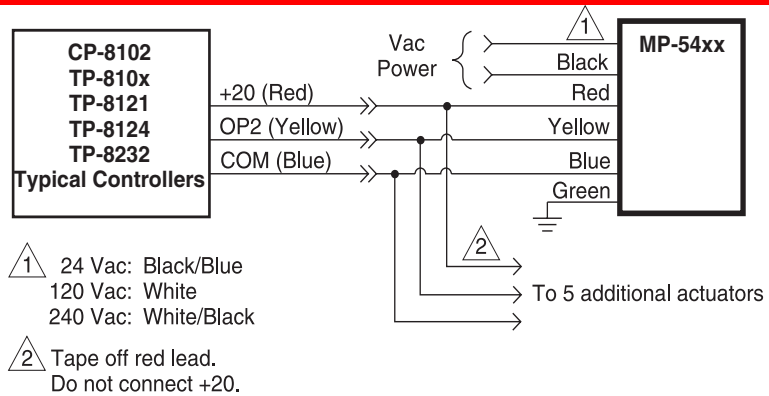 CP-8102
TP-810x
TP-8121
TP-8124
TP-8232
Typical Controllers
+20 (Red)
OP2 (Yellow)
COM (Blue)
Vac
Power
1
Black
Red
Yellow
Blue
Green
MP-54xx
2
To 5 additional actuators
1 24 Vac: Black/Blue
120 Vac: White
240 Vac: White/Black
2 Tape off red lead.
Do not connect +20.